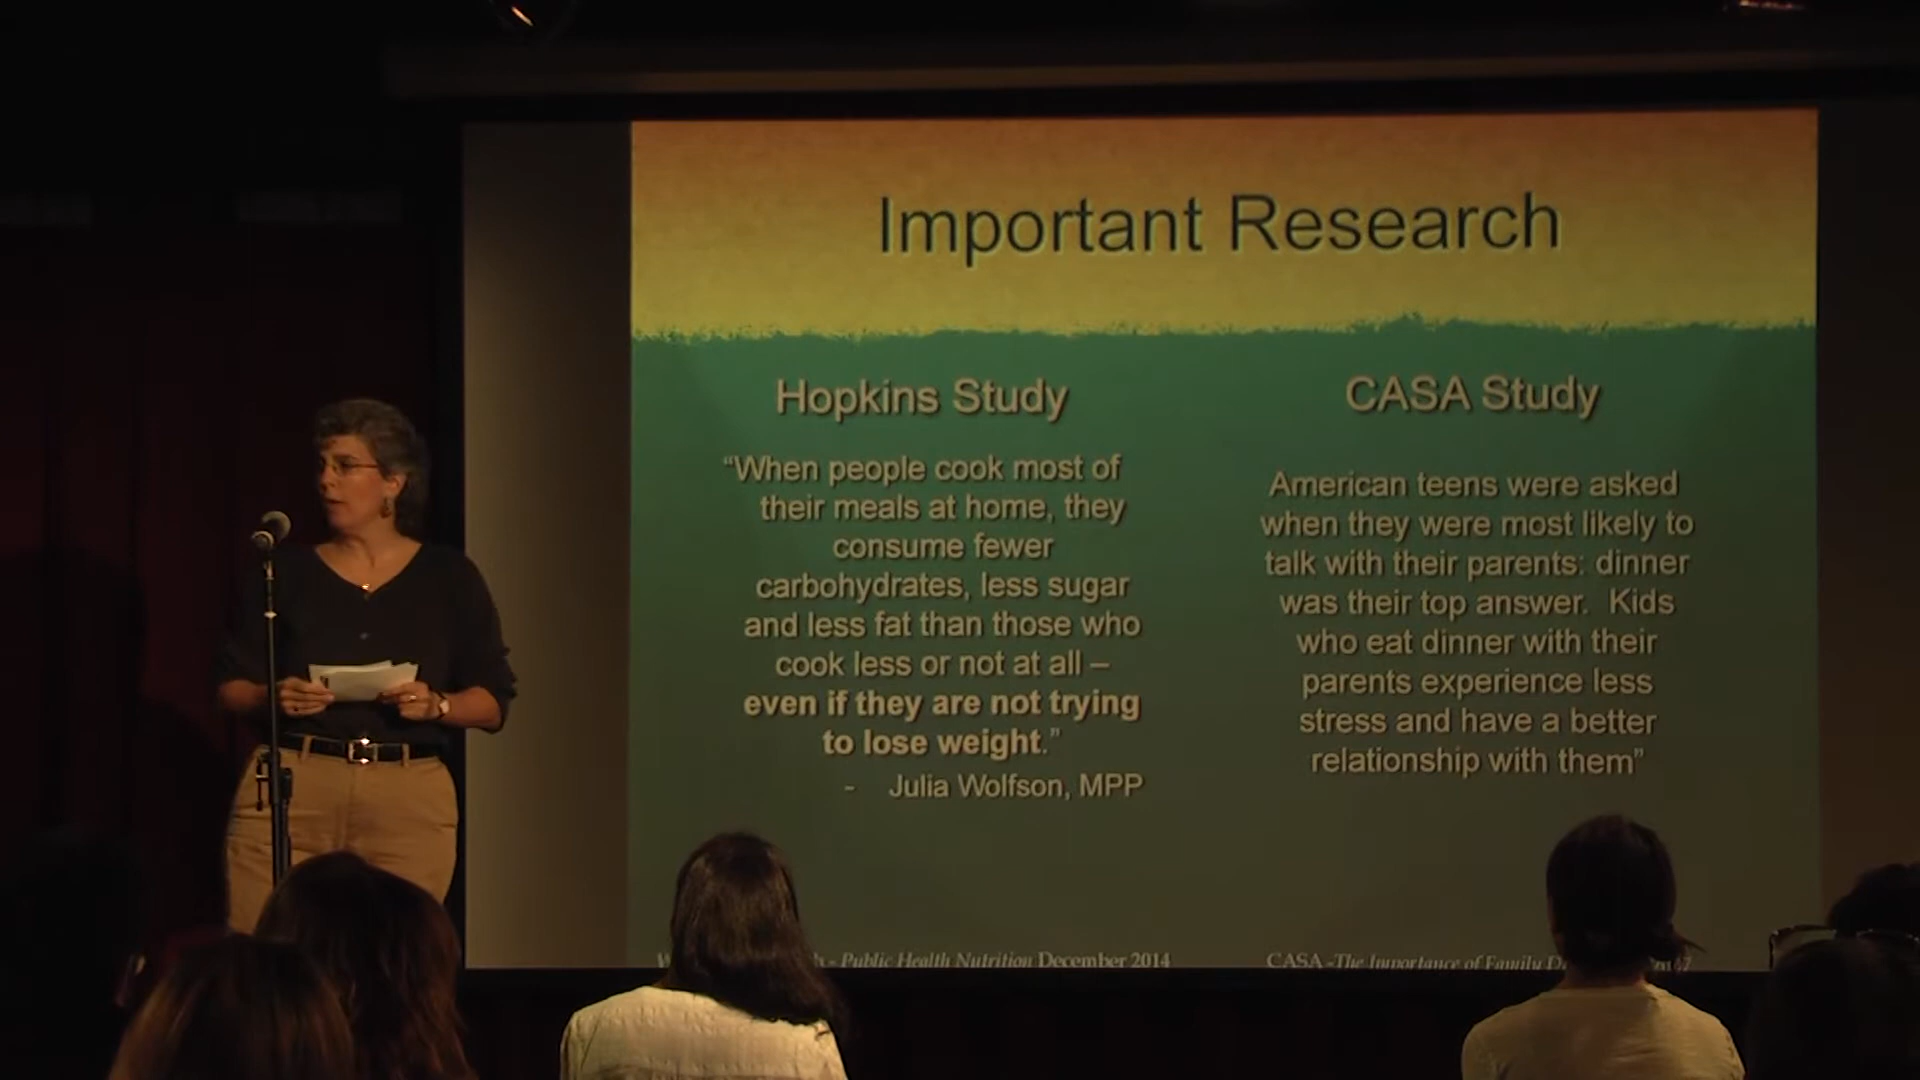 Important Research
Hopkins Study
“When people cook most of
their meals at home, they
consume fewer
carbohydrates, less sugar
and less fat than those who
cook less or not at all –
even if they are not trying
to lose weight.”
- Julia Wolfson, MPP
CASA Study
American teens were asked
when they were most likely to
talk with their parents: dinner
was their top answer. Kids
who eat dinner with their
parents experience less
stress and have a better
relationship with them”
- Public Health Nutrition December 2014
CASA -The Importance of Family